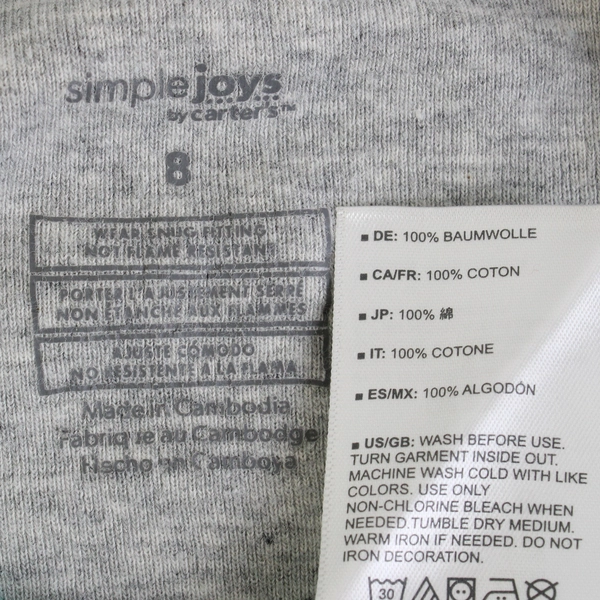 simple joys
by carter's™
8
WEAR SNUG FITTING
NOT FLAME RESISTANT
PORTER L'AJUSTEMENT SERRÉ
NON ÉTANCHE AUX FLAMMES
AJUSTE CÓMODO
NO RESISTENTE A LA FLAMA
Made in Cambodia
Fabriqué au Cambodge
Hecho en Camboya
▪ DE: 100% BAUMWOLLE
▪ CA/FR: 100% COTON
▪ JP: 100% 綿
▪ IT: 100% COTONE
▪ ES/MX: 100% ALGODÓN
▪ US/GB: WASH BEFORE USE.
TURN GARMENT INSIDE OUT.
MACHINE WASH COLD WITH LIKE
COLORS. USE ONLY
NON-CHLORINE BLEACH WHEN
NEEDED.TUMBLE DRY MEDIUM.
WARM IRON IF NEEDED. DO NOT
IRON DECORATION.
30